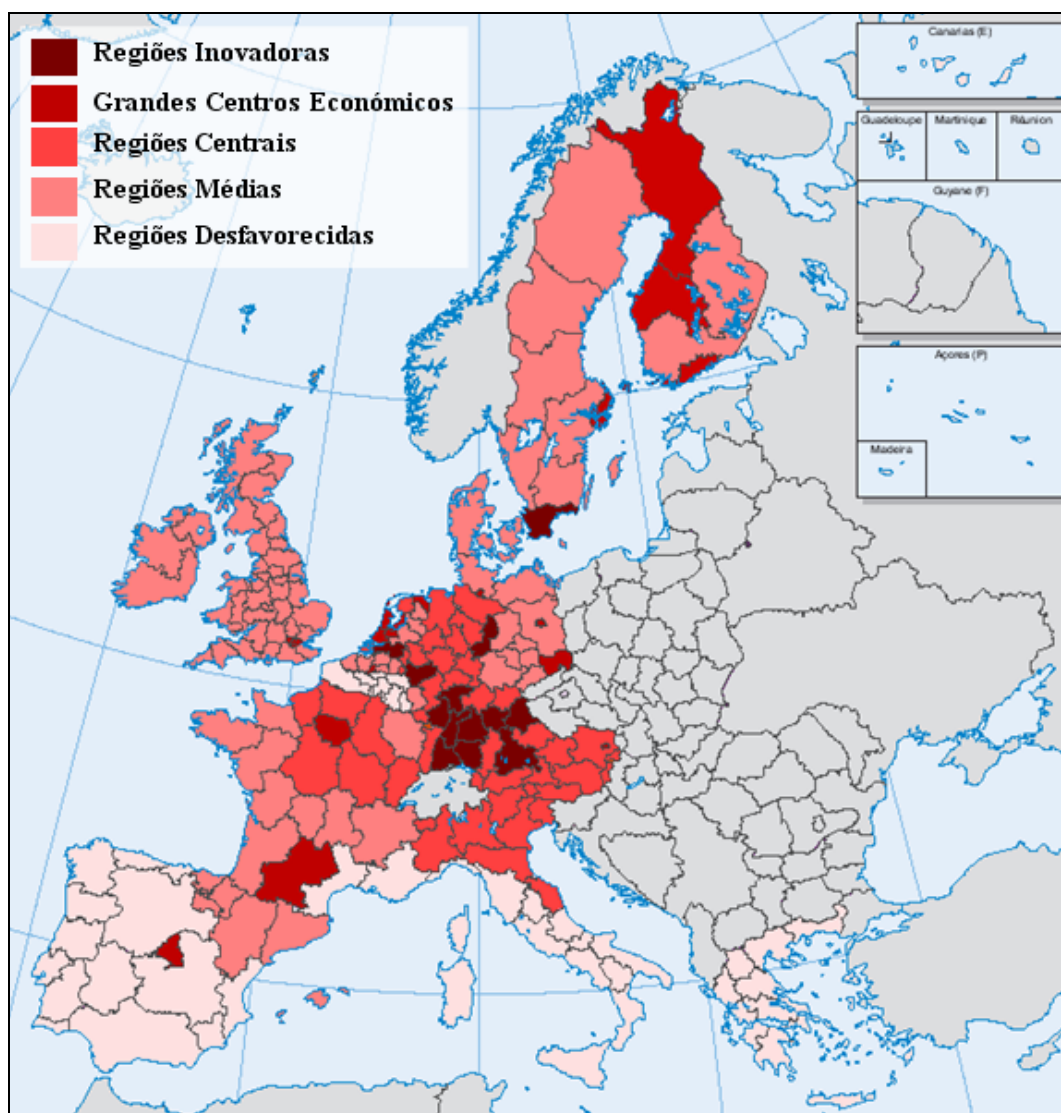 Regiões Inovadoras
Grandes Centros Económicos
Regiões Centrais
Regiões Médias
Regiões Desfavorecidas
Canarias (E)
Guadeloupe
Martinique
Réunion
Guyane (F)
Açores (P)
Madeira